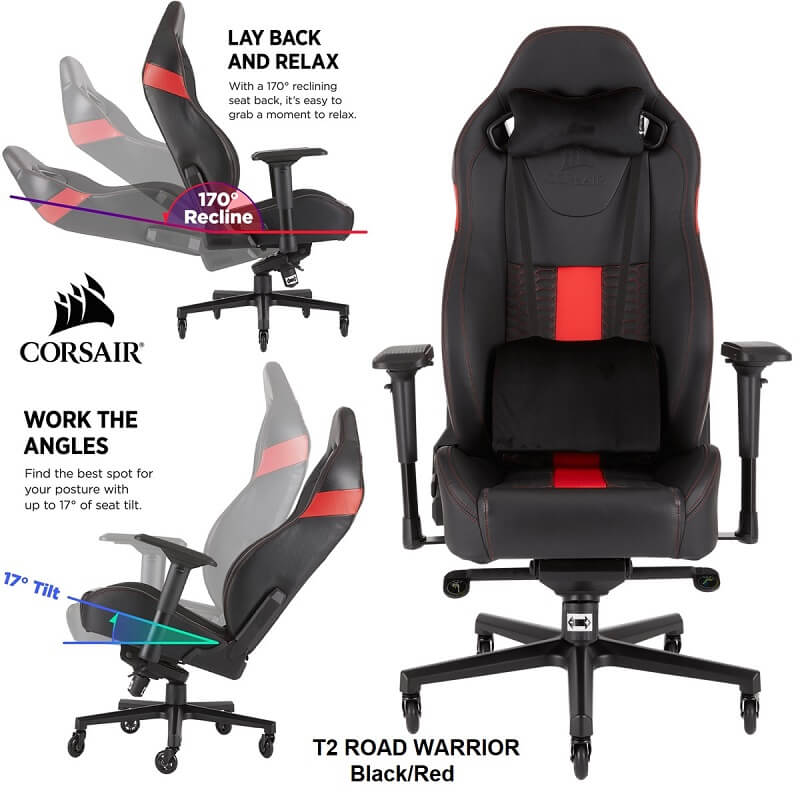 LAY BACK
AND RELAX
With a 170° reclining
seat back, it's easy to
grab a moment to relax.
170°
Recline
CORSAIR®
WORK THE
ANGLES
Find the best spot for
your posture with
up to 17° of seat tilt.
17° Tilt
CORSAIR
T2 ROAD WARRIOR
Black/Red